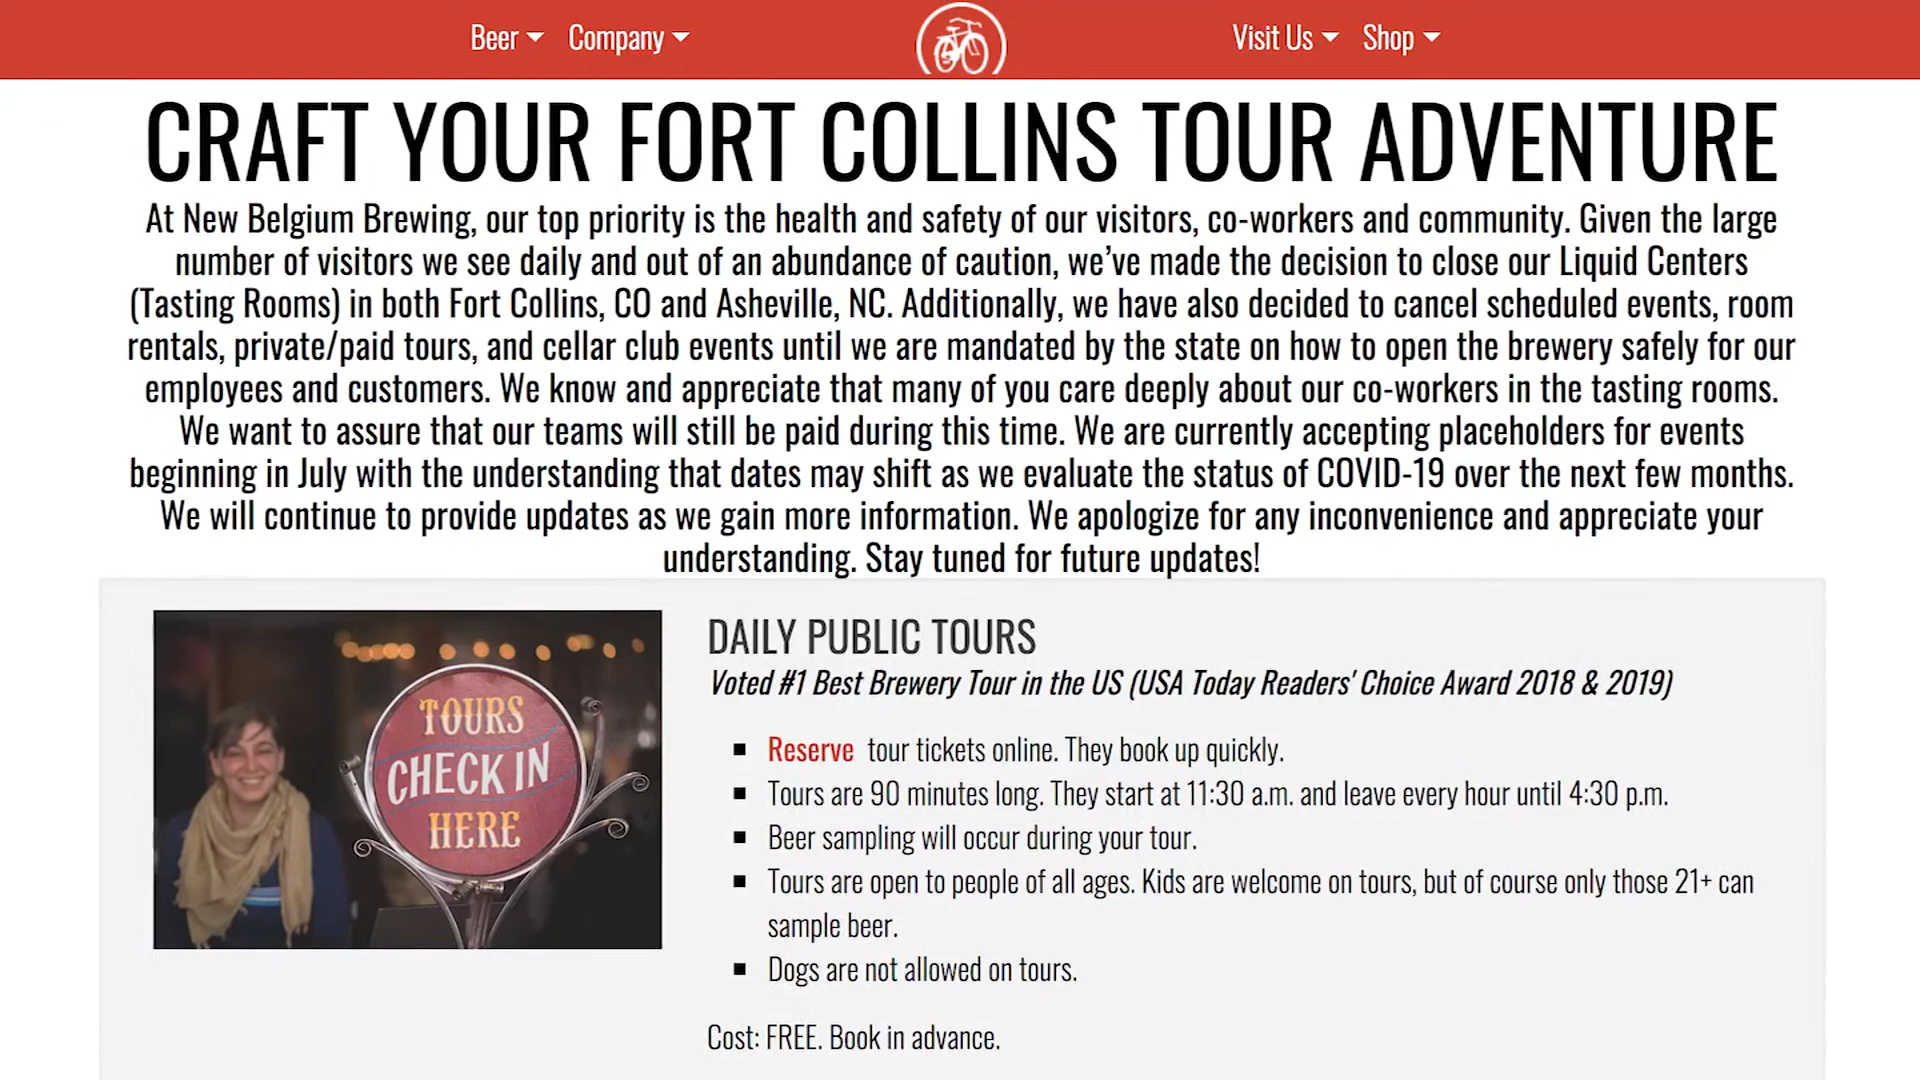 Beer Company Visit Us Shop
CRAFT YOUR FORT COLLINS TOUR ADVENTURE
At New Belgium Brewing, our top priority is the health and safety of our visitors, co-workers and community. Given the large
number of visitors we see daily and out of an abundance of caution, we’ve made the decision to close our Liquid Centers
(Tasting Rooms) in both Fort Collins, CO and Asheville, NC. Additionally, we have also decided to cancel scheduled events, room
rentals, private/paid tours, and cellar club events until we are mandated by the state on how to open the brewery safely for our
employees and customers. We know and appreciate that many of you care deeply about our co-workers in the tasting rooms.
We want to assure that our teams will still be paid during this time. We are currently accepting placeholders for events
beginning in July with the understanding that dates may shift as we evaluate the status of COVID-19 over the next few months.
We will continue to provide updates as we gain more information. We apologize for any inconvenience and appreciate your
understanding. Stay tuned for future updates!
TOURS
CHECK IN
HERE
DAILY PUBLIC TOURS
Voted #1 Best Brewery Tour in the US (USA Today Readers' Choice Award 2018 & 2019)
Reserve tour tickets online. They book up quickly.
Tours are 90 minutes long. They start at 11:30 a.m. and leave every hour until 4:30 p.m.
Beer sampling will occur during your tour.
Tours are open to people of all ages. Kids are welcome on tours, but of course only those 21+ can
sample beer.
Dogs are not allowed on tours.
Cost: FREE. Book in advance.